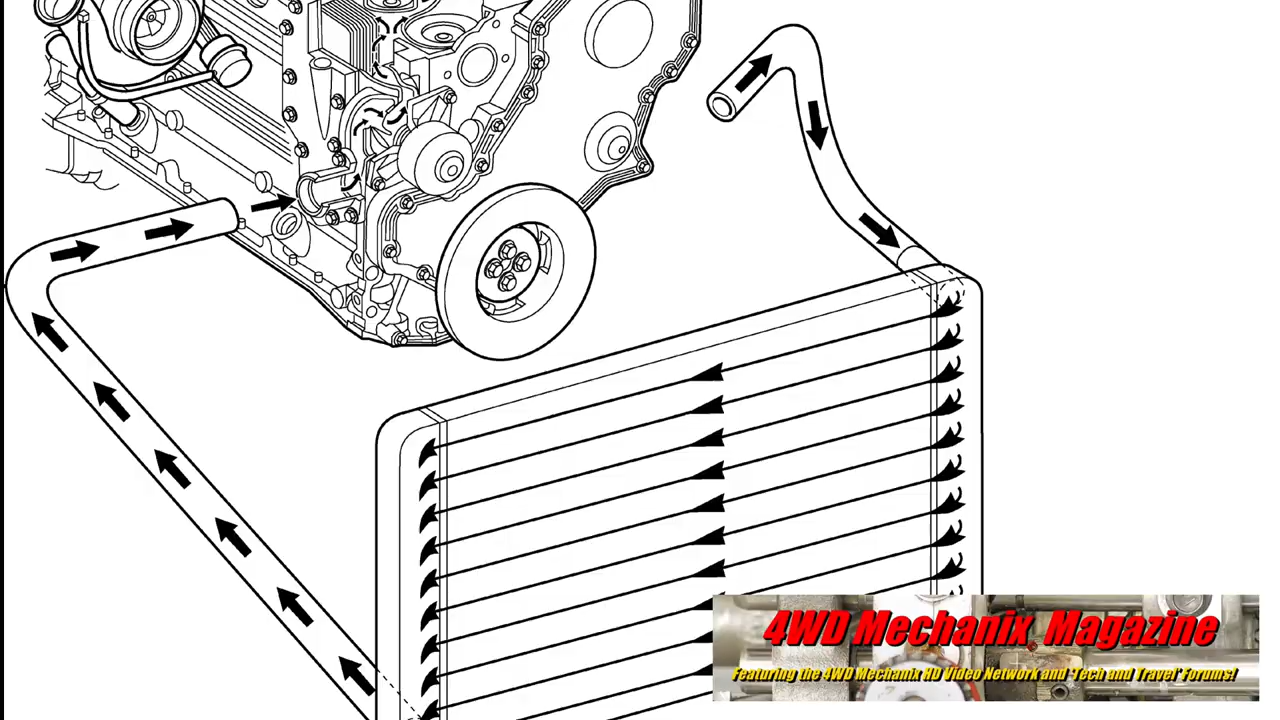 4WD Mechanix Magazine
Featuring the 4WD Mechanix HD Video Network and 'Tech and Travel' Forums!